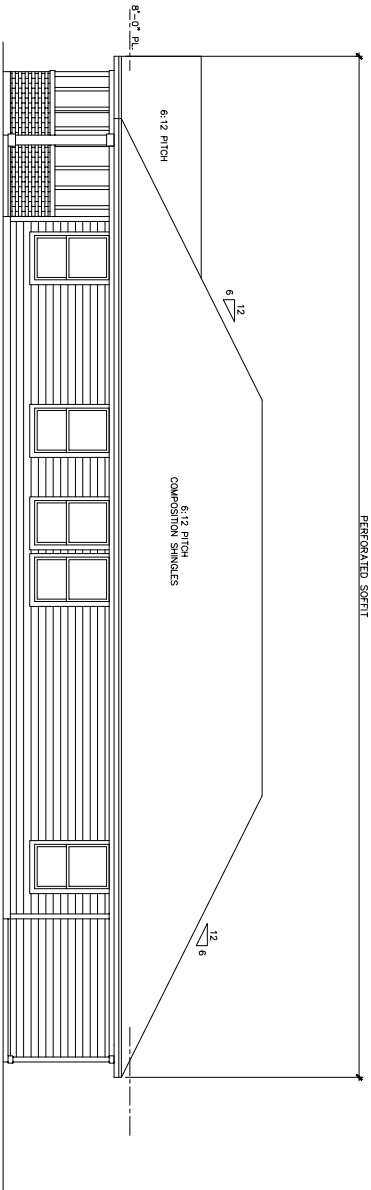 PERFORATED SOFFIT
12
6
12
6
6:12 PITCH
6:12 PITCH
COMPOSITION SHINGLES
8'-0" PL.